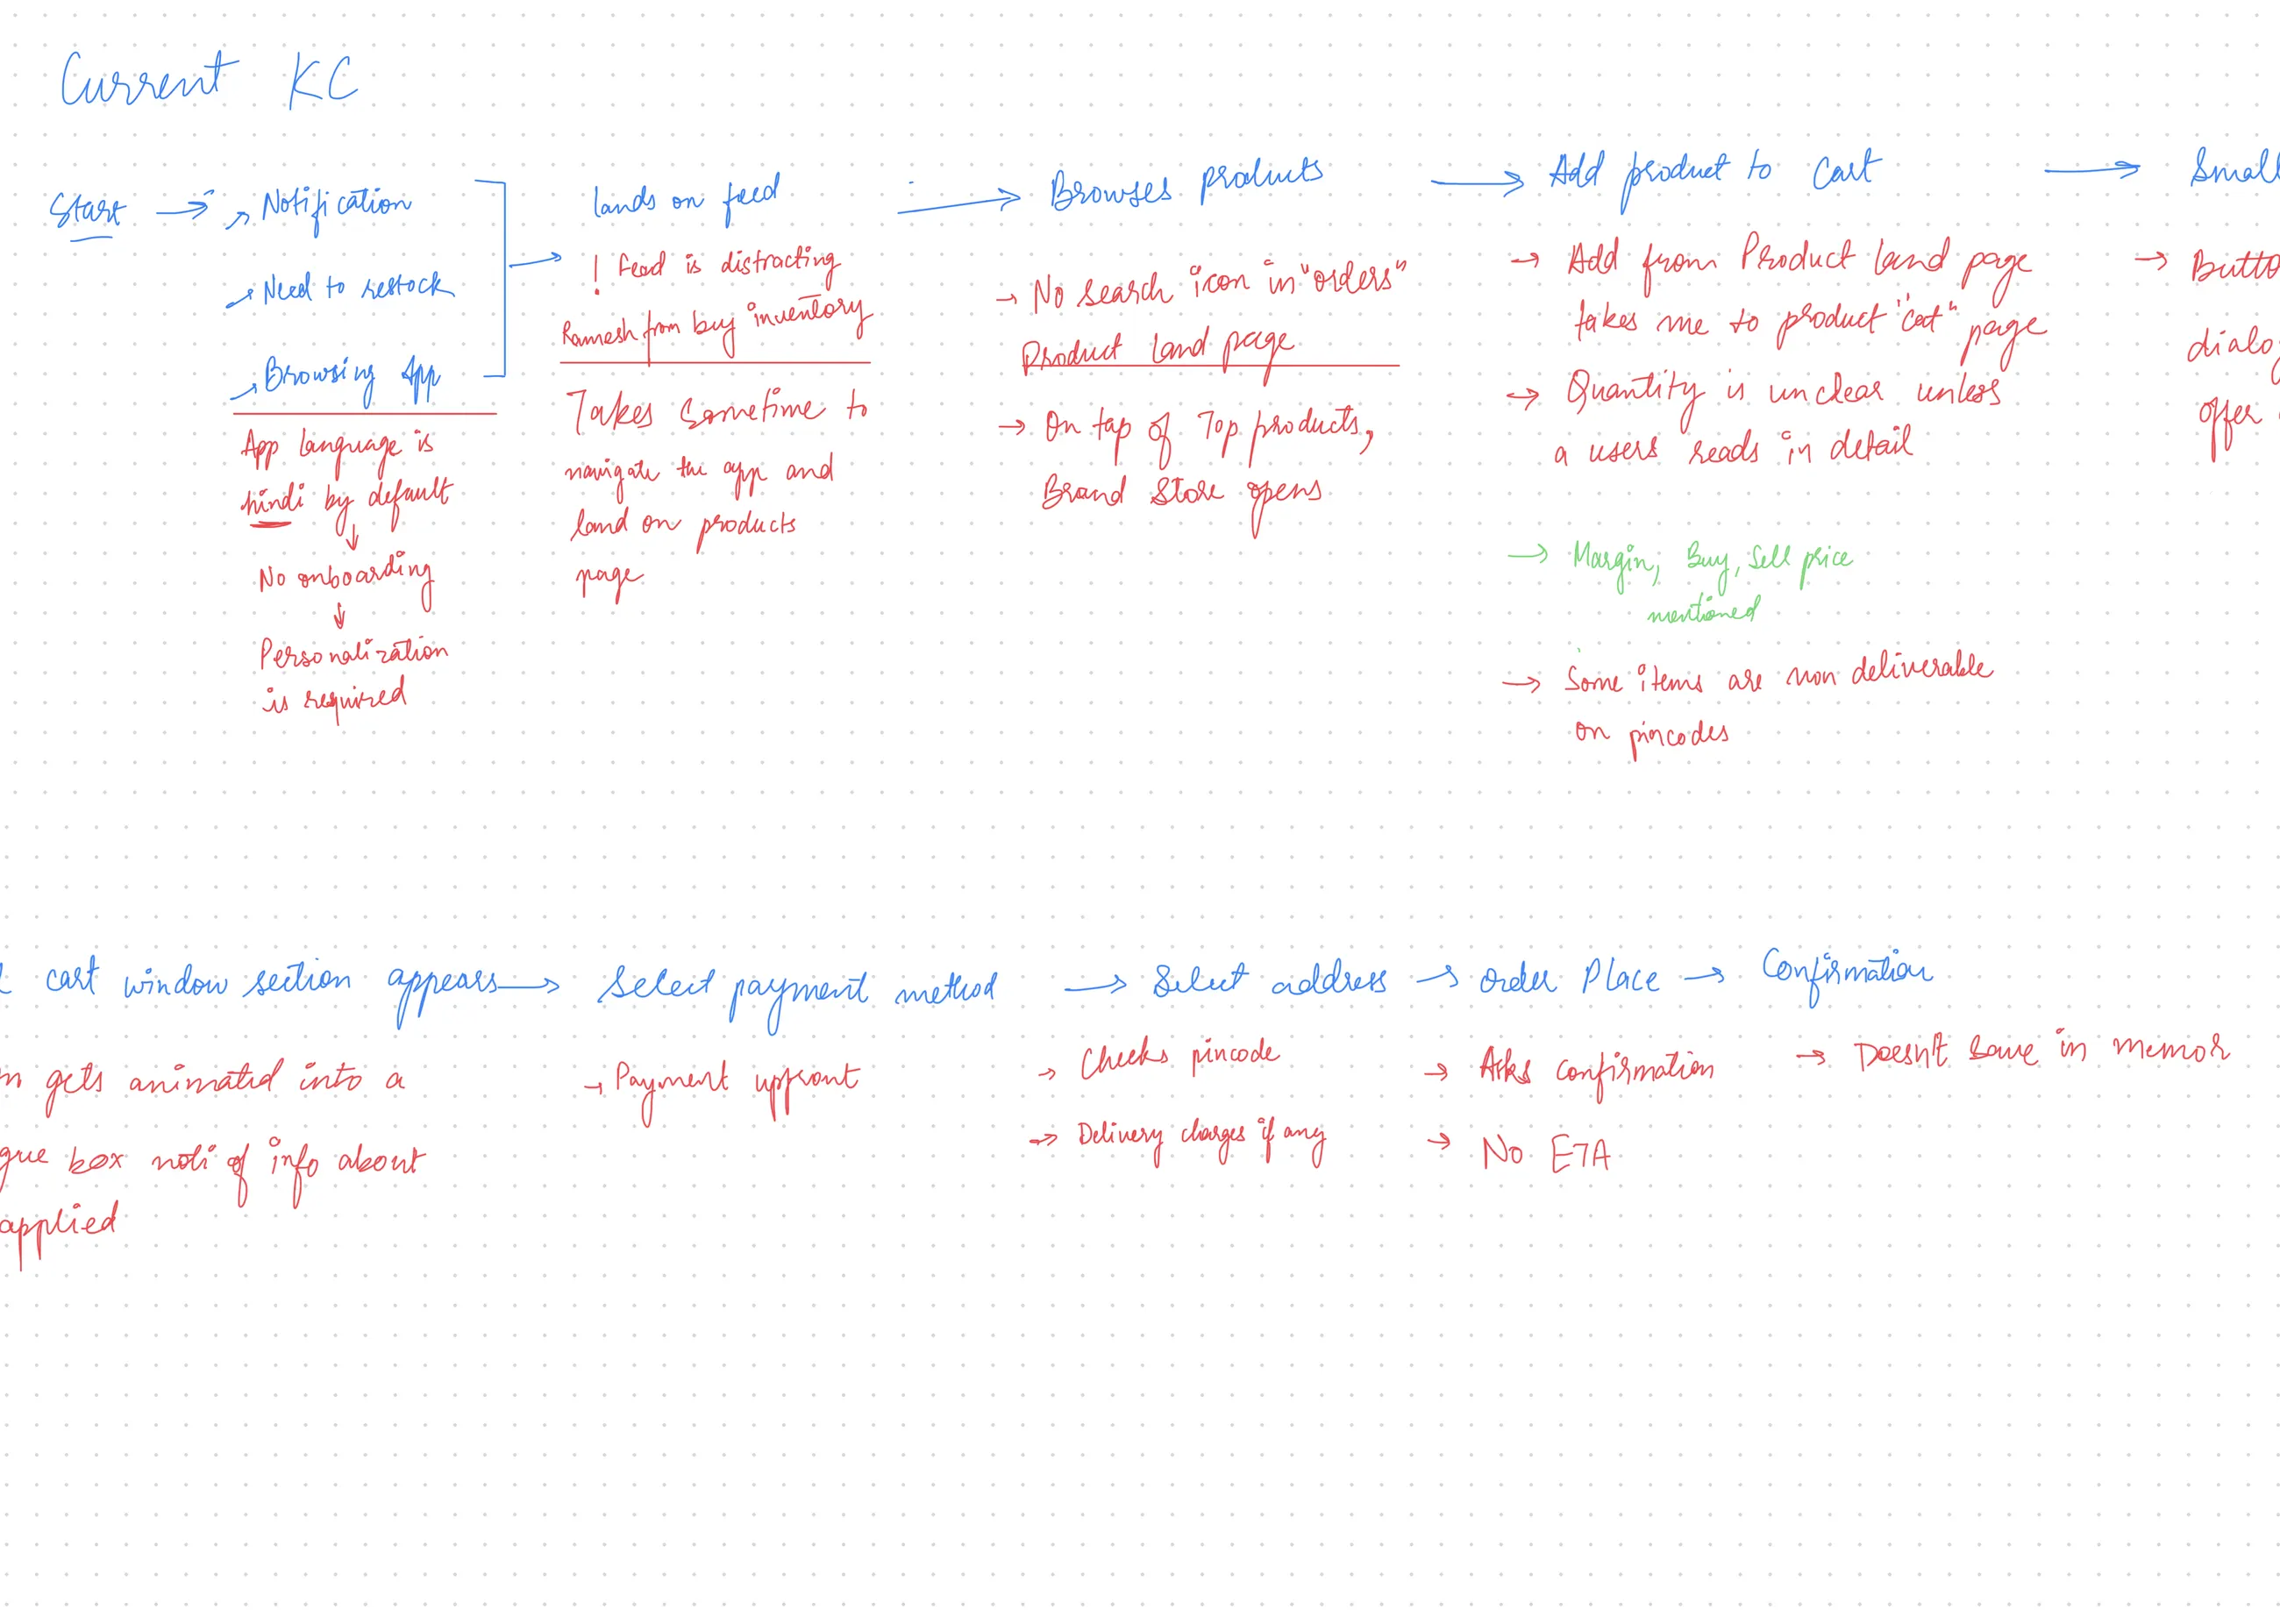 Current KC
Start → Notification
Need to restock
Browsing App
App language is
hindi by default
↓
No onboarding
↓
Personalization
is required
lands on feed
! Feed is distracting
Ramesh from buy inventory
Takes sometime to
navigate the app and
land on products
page
→ Browses products
→ No search icon in "orders"
Product land page
→ On tap of Top products,
Brand Store opens
→ Add product to Cart
→ Add from Product land page
takes me to product "cat" page
→ Quantity is unclear unless
a users reads in detail
→ Margin, Buy, Sell price
mentioned
→ Some items are non deliverable
on pincodes
→ Small
→ Butto
dialo
offer
cart window section appears
n gets animated into a
gue box noti of info about
applied
→ Select payment method
→ Payment upfront
→ Select address
→ Checks pincode
→ Delivery charges if any
→ Order Place
→ Asks confirmation
→ No ETA
→ Confirmation
→ Doesn't save in memor